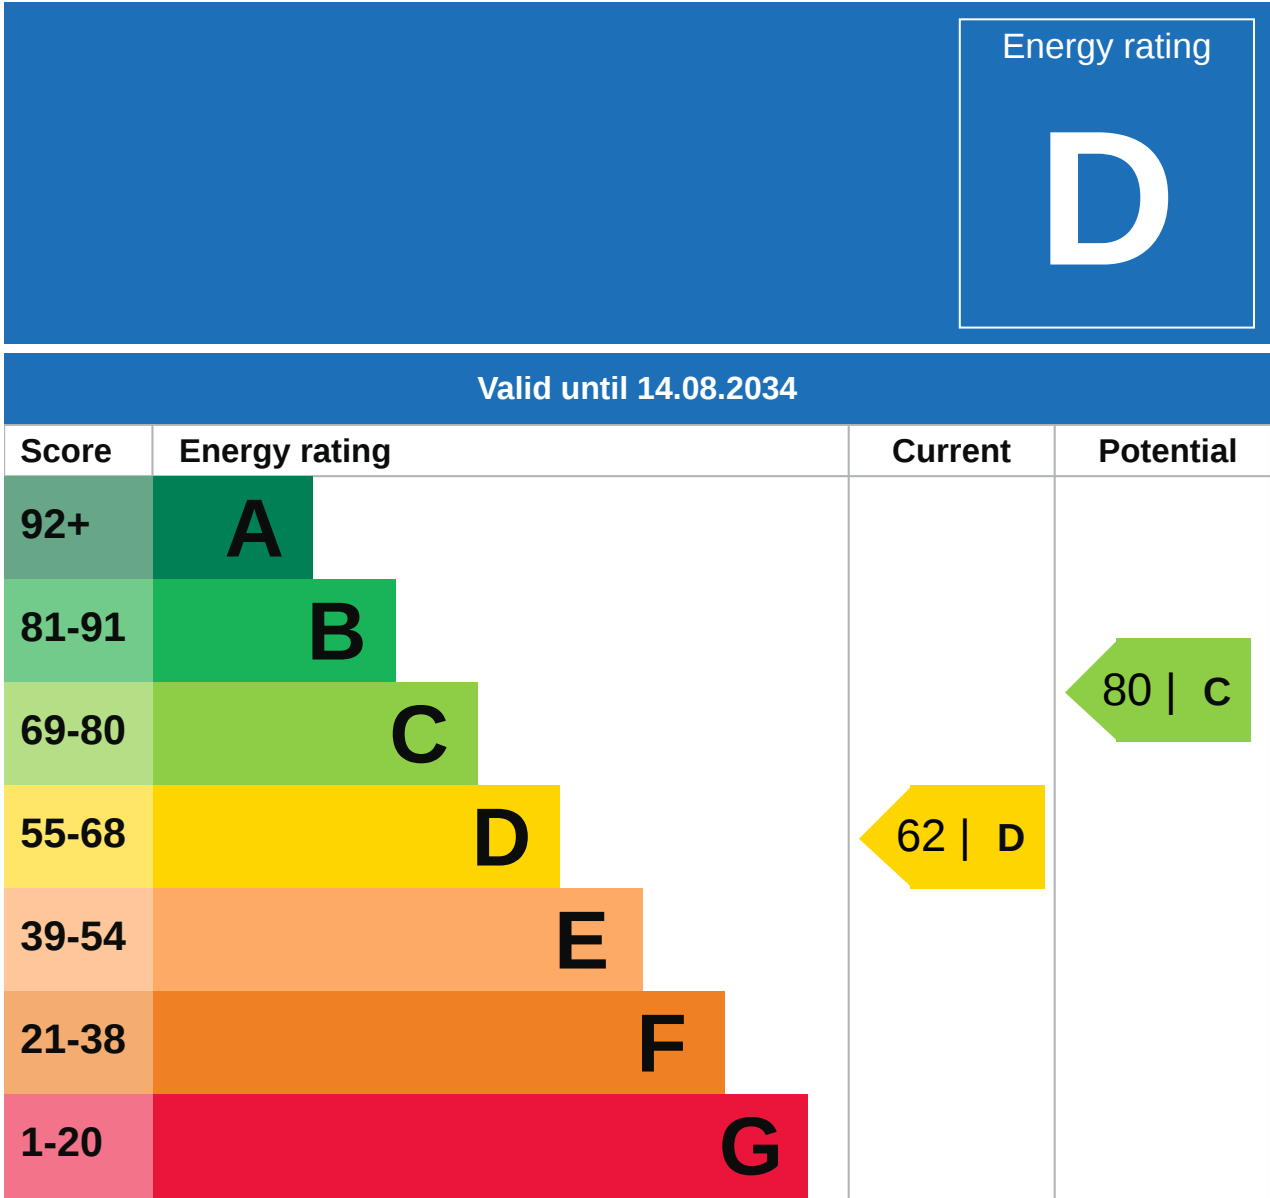 Energy rating
D
Valid until 14.08.2034
Score Energy rating Current Potential
92+ A
81-91 B
69-80 C 80 | C
55-68 D 62 | D
39-54 E
21-38 F
1-20 G